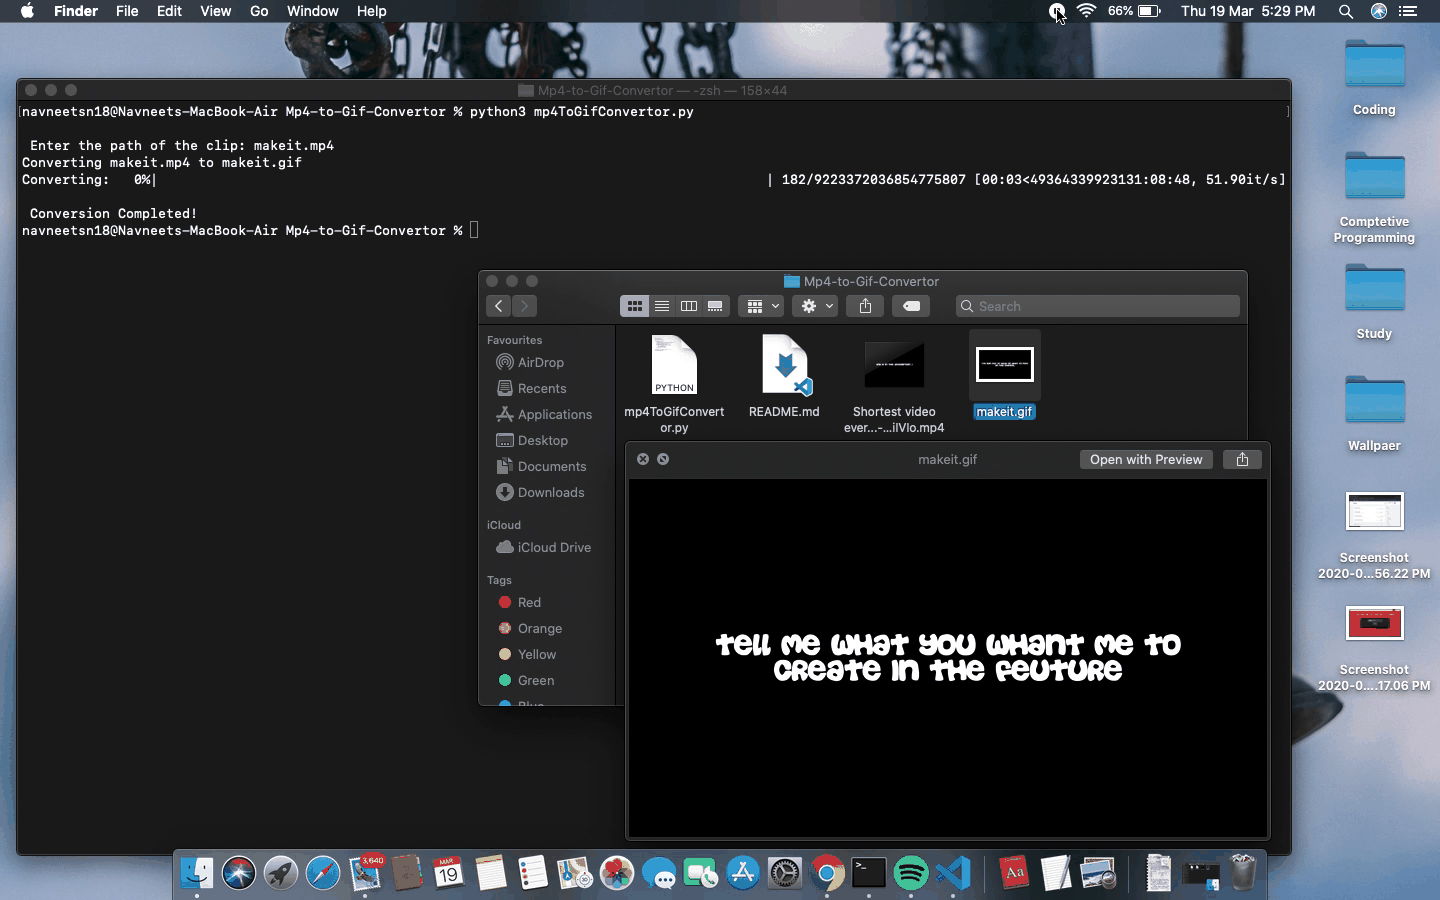 Finder File Edit View Go Window Help 66% Thu 19 Mar 5:29 PM
Mp4-to-Gif-Convertor — -zsh — 158×44
[navneetsn18@Navneets-MacBook-Air Mp4-to-Gif-Convertor % python3 mp4ToGifConvertor.py ]
Enter the path of the clip: makeit.mp4
Converting makeit.mp4 to makeit.gif
Converting: 0%| | 182/9223372036854775807 [00:03<49364339923131:08:48, 51.90it/s]
Conversion Completed!
navneetsn18@Navneets-MacBook-Air Mp4-to-Gif-Convertor %
Mp4-to-Gif-Convertor
Search
Favourites
AirDrop
Recents
Applications
Desktop
Documents
Downloads
iCloud
iCloud Drive
Tags
Red
Orange
Yellow
Green
Blue
PYTHON
mp4ToGifConvert
or.py
README.md
Shortest video
ever...-...ilVlo.mp4
makeit.gif
makeit.gif
Open with Preview
TELL ME WHAT YOU WHANT ME TO
CREATE IN THE FEUTURE
Coding
Comptetive
Programming
Study
Wallpaer
Screenshot
2020-0...56.22 PM
Screenshot
2020-0....17.06 PM
3,640
MAR
19
Aa